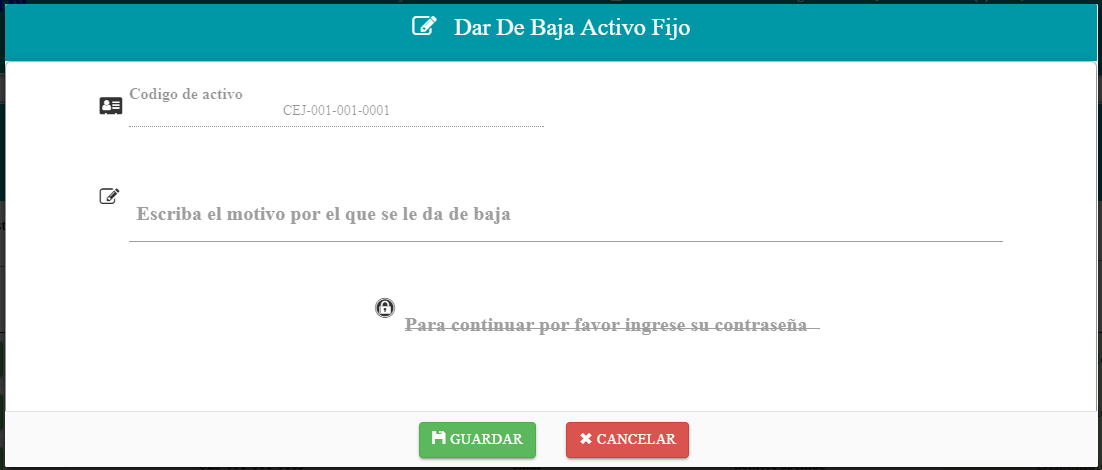 Dar De Baja Activo Fijo
Codigo de activo
CEJ-001-001-0001
Escriba el motivo por el que se le da de baja
Para continuar por favor ingrese su contraseña
GUARDAR
CANCELAR